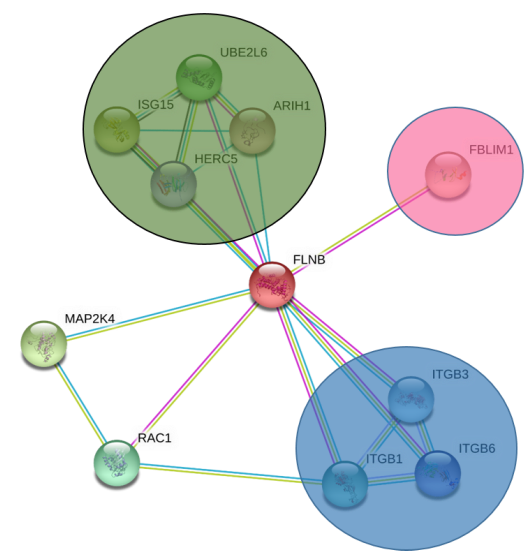 UBE2L6
ISG15
ARIH1
HERC5
FBLIM1
FLNB
MAP2K4
ITGB3
RAC1
ITGB6
ITGB1